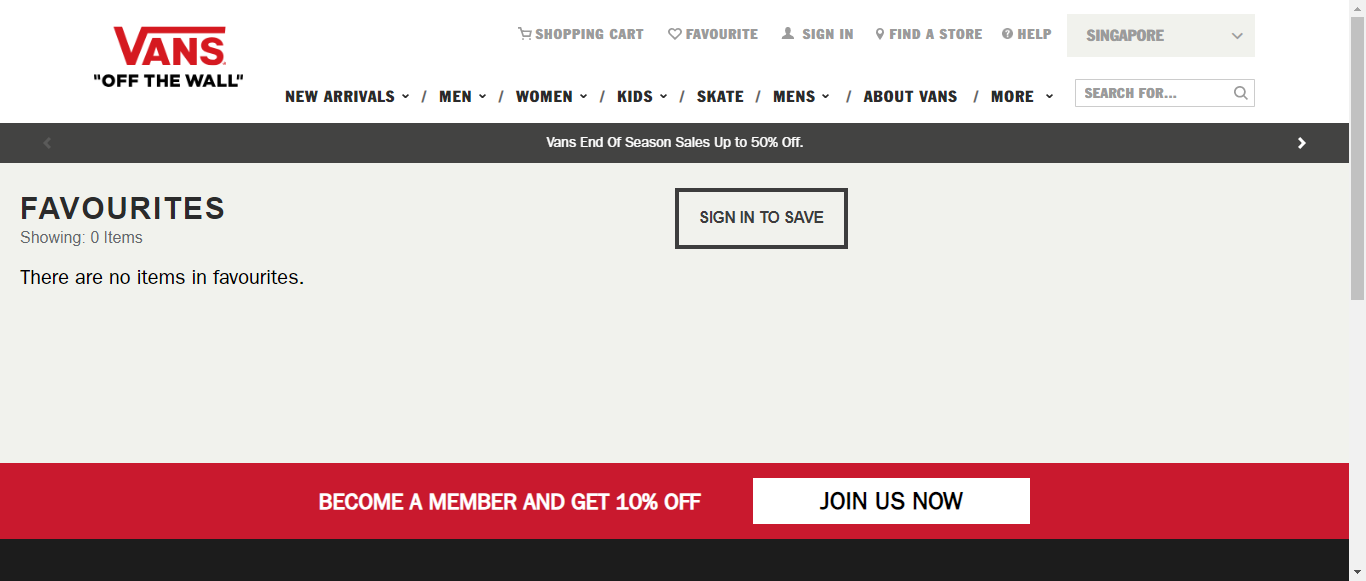 VANS
"OFF THE WALL"
SHOPPING CART FAVOURITE SIGN IN FIND A STORE HELP SINGAPORE
NEW ARRIVALS / MEN / WOMEN / KIDS / SKATE / MENS / ABOUT VANS / MORE SEARCH FOR...
Vans End Of Season Sales Up to 50% Off.
FAVOURITES
SIGN IN TO SAVE
Showing: 0 Items
There are no items in favourites.
BECOME A MEMBER AND GET 10% OFF JOIN US NOW